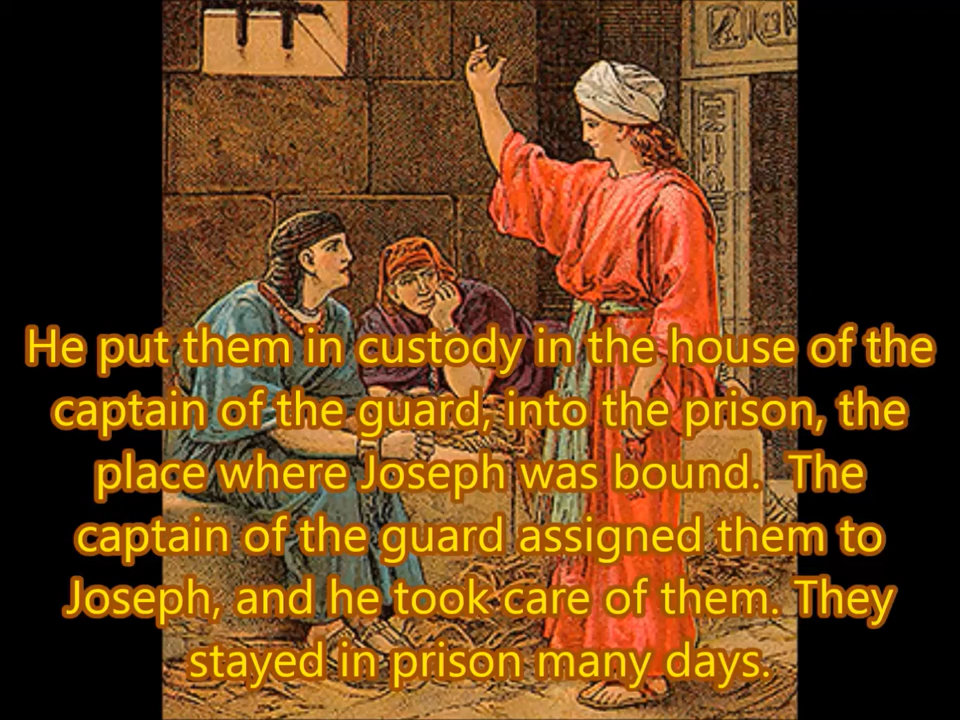 He put them in custody in the house of the
captain of the guard, into the prison, the
place where Joseph was bound.  The
captain of the guard assigned them to
Joseph, and he took care of them. They
stayed in prison many days.